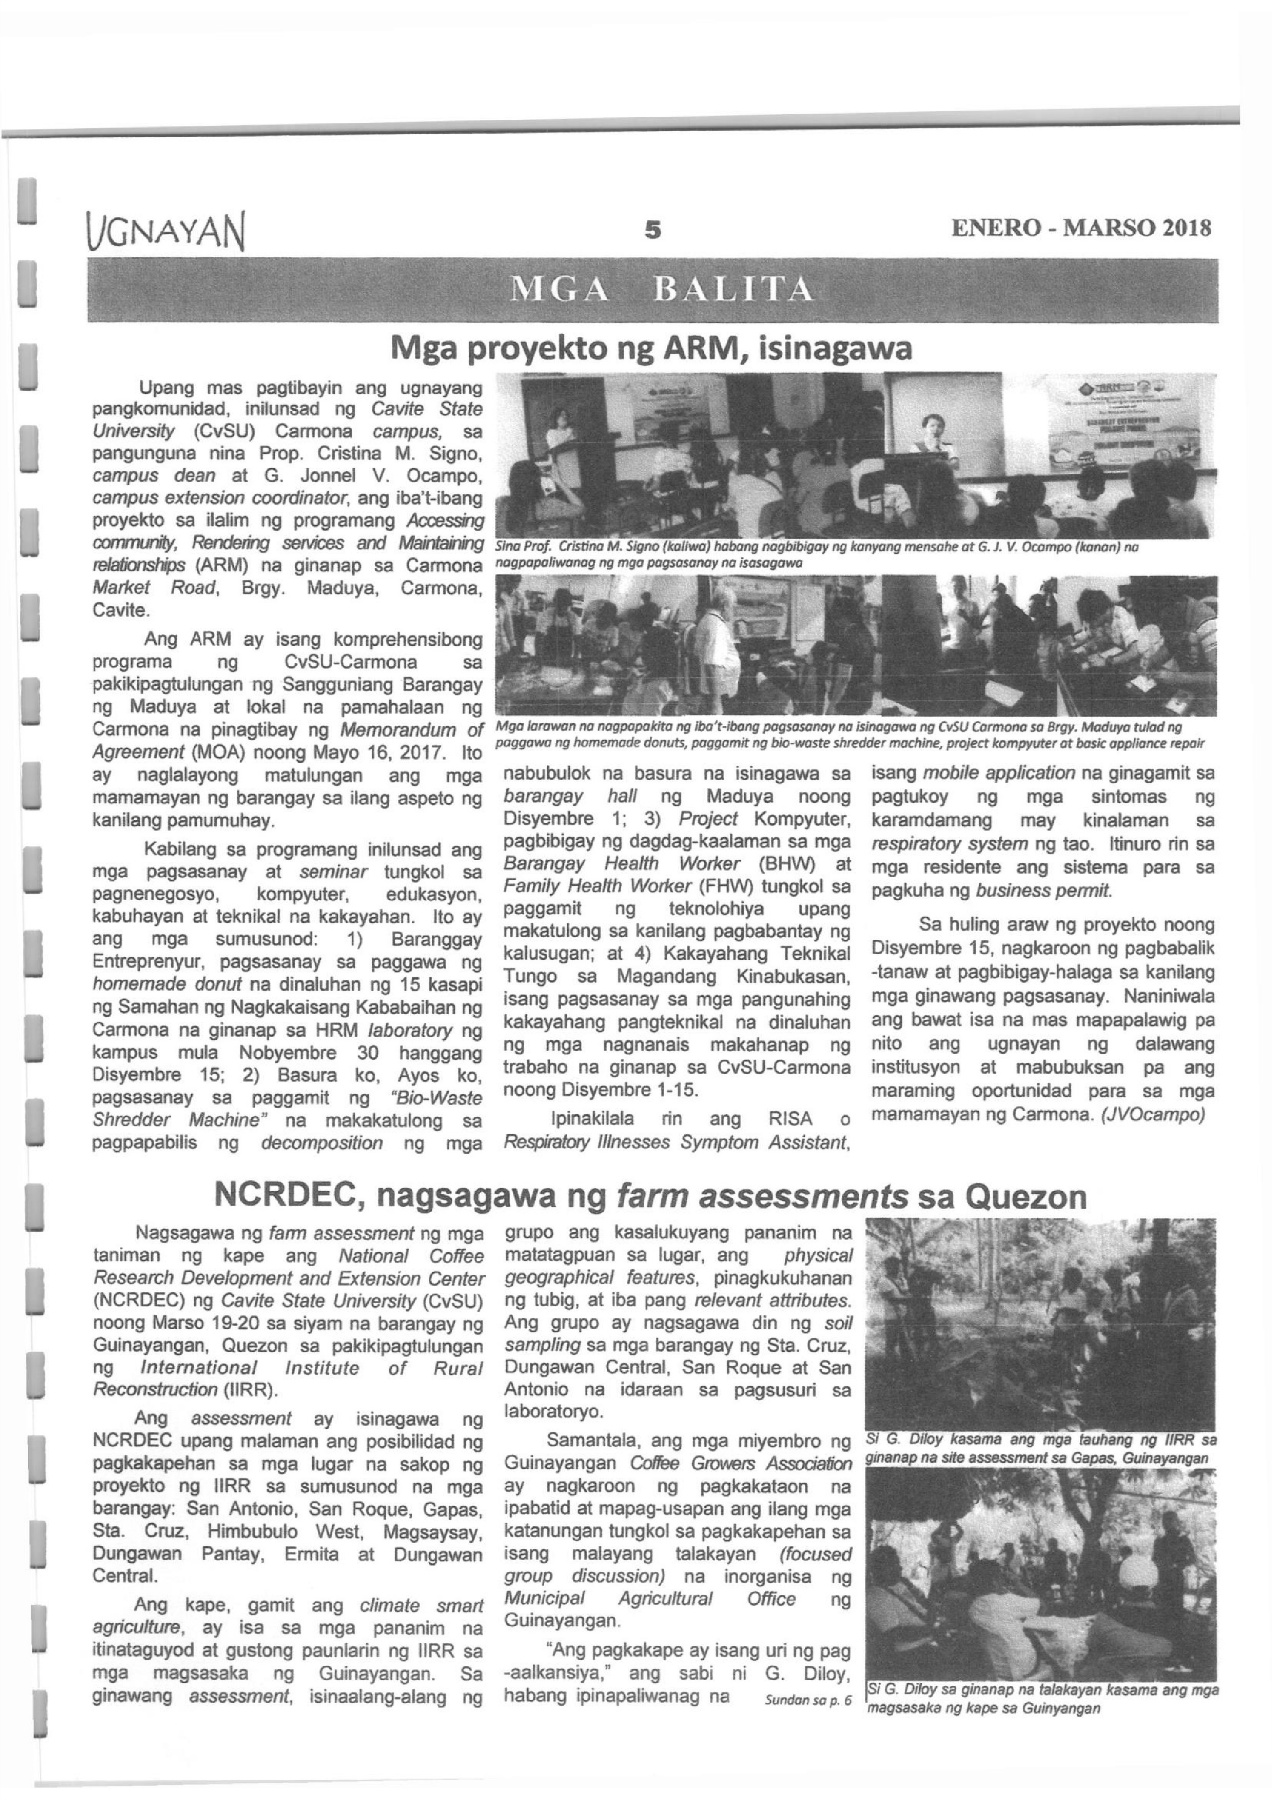 UGNAYAN
5
ENERO - MARSO 2018
MGA BALITA
Mga proyekto ng ARM, isinagawa
Upang mas pagtibayin ang ugnayang
pangkomunidad, inilunsad ng Cavite State
University (CvSU) Carmona campus, sa
pangunguna nina Prop. Cristina M. Signo,
campus dean at G. Jonnel V. Ocampo,
campus extension coordinator, ang iba't-ibang
proyekto sa ilalim ng programang Accessing
community, Rendering services and Maintaining
relationships (ARM) na ginanap sa Carmona
Market Road, Brgy. Maduya, Carmona,
Cavite.
Ang ARM ay isang komprehensibong
programa ng CvSU-Carmona sa
pakikipagtulungan ng Sangguniang Barangay
ng Maduya at lokal na pamahalaan ng
Carmona na pinagtibay ng Memorandum of
Agreement (MOA) noong Mayo 16, 2017. Ito
ay naglalayong matulungan ang mga
mamamayan ng barangay sa ilang aspeto ng
kanilang pamumuhay.
Kabilang sa programang inilunsad ang
mga pagsasanay at seminar tungkol sa
pagnenegosyo, kompyuter, edukasyon,
kabuhayan at teknikal na kakayahan. Ito ay
ang mga sumusunod: 1) Baranggay
Entreprenyur, pagsasanay sa paggawa ng
homemade donut na dinaluhan ng 15 kasapi
ng Samahan ng Nagkakaisang Kababaihan ng
Carmona na ginanap sa HRM laboratory ng
kampus mula Nobyembre 30 hanggang
Disyembre 15; 2) Basura ko, Ayos ko,
pagsasanay sa paggamit ng "Bio-Waste
Shredder Machine" na makakatulong sa
pagpapabilis ng decomposition ng mga
Sina Prof. Cristina M. Signo (kaliwa) habang nagbibigay ng kanyang mensahe at G. J. V. Ocampo (kanan) na
nagpapaliwanag ng mga pagsasanay na isasagawa
Mga larawan na nagpapakita ng iba't-ibang pagsasanay na isinagawa ng CvSU Carmona sa Brgy. Maduya tulad ng
paggawa ng homemade donuts, paggamit ng bio-waste shredder machine, project kompyuter at basic appliance repair
nabubulok na basura na isinagawa sa
barangay hall ng Maduya noong
Disyembre 1; 3) Project Kompyuter,
pagbibigay ng dagdag-kaalaman sa mga
Barangay Health Worker (BHW) at
Family Health Worker (FHW) tungkol sa
paggamit ng teknolohiya upang
makatulong sa kanilang pagbabantay ng
kalusugan; at 4) Kakayahang Teknikal
Tungo sa Magandang Kinabukasan,
isang pagsasanay sa mga pangunahing
kakayahang pangteknikal na dinaluhan
ng mga nagnanais makahanap ng
trabaho na ginanap sa CvSU-Carmona
noong Disyembre 1-15.
Ipinakilala rin ang RISA o
Respiratory Illnesses Symptom Assistant,
isang mobile application na ginagamit sa
pagtukoy ng mga sintomas ng
karamdamang may kinalaman sa
respiratory system ng tao. Itinuro rin sa
mga residente ang sistema para sa
pagkuha ng business permit.
Sa huling araw ng proyekto noong
Disyembre 15, nagkaroon ng pagbabalik
-tanaw at pagbibigay-halaga sa kanilang
mga ginawang pagsasanay. Naniniwala
ang bawat isa na mas mapapalawig pa
nito ang ugnayan ng dalawang
institusyon at mabubuksan pa ang
maraming oportunidad para sa mga
mamamayan ng Carmona. (JVOcampo)
NCRDEC, nagsagawa ng farm assessments sa Quezon
Nagsagawa ng farm assessment ng mga
taniman ng kape ang National Coffee
Research Development and Extension Center
(NCRDEC) ng Cavite State University (CvSU)
noong Marso 19-20 sa siyam na barangay ng
Guinayangan, Quezon sa pakikipagtulungan
ng International Institute of Rural
Reconstruction (IIRR).
Ang assessment ay isinagawa ng
NCRDEC upang malaman ang posibilidad ng
pagkakapehan sa mga lugar na sakop ng
proyekto ng IIRR sa sumusunod na mga
barangay: San Antonio, San Roque, Gapas,
Sta. Cruz, Himbubulo West, Magsaysay,
Dungawan Pantay, Ermita at Dungawan
Central.
Ang kape, gamit ang climate smart
agriculture, ay isa sa mga pananim na
itinataguyod at gustong paunlarin ng IIRR sa
mga magsasaka ng Guinayangan. Sa
ginawang assessment, isinaalang-alang ng
grupo ang kasalukuyang pananim na
matatagpuan sa lugar, ang physical
geographical features, pinagkukuhanan
ng tubig, at iba pang relevant attributes.
Ang grupo ay nagsagawa din ng soil
sampling sa mga barangay ng Sta. Cruz,
Dungawan Central, San Roque at San
Antonio na idaraan sa pagsusuri sa
laboratoryo.
Samantala, ang mga miyembro ng
Guinayangan Coffee Growers Association
ay nagkaroon ng pagkakataon na
ipabatid at mapag-usapan ang ilang mga
katanungan tungkol sa pagkakapehan sa
isang malayang talakayan (focused
group discussion) na inorganisa ng
Municipal Agricultural Office ng
Guinayangan.
"Ang pagkakape ay isang uri ng pag
-aalkansiya," ang sabi ni G. Diloy,
habang ipinapaliwanag na
Sundan sa p. 6
Si G. Diloy kasama ang mga tauhang ng IIRR sa
ginanap na site assessment sa Gapas, Guinayangan
Si G. Diloy sa ginanap na talakayan kasama ang mga
magsasaka ng kape sa Guinyangan